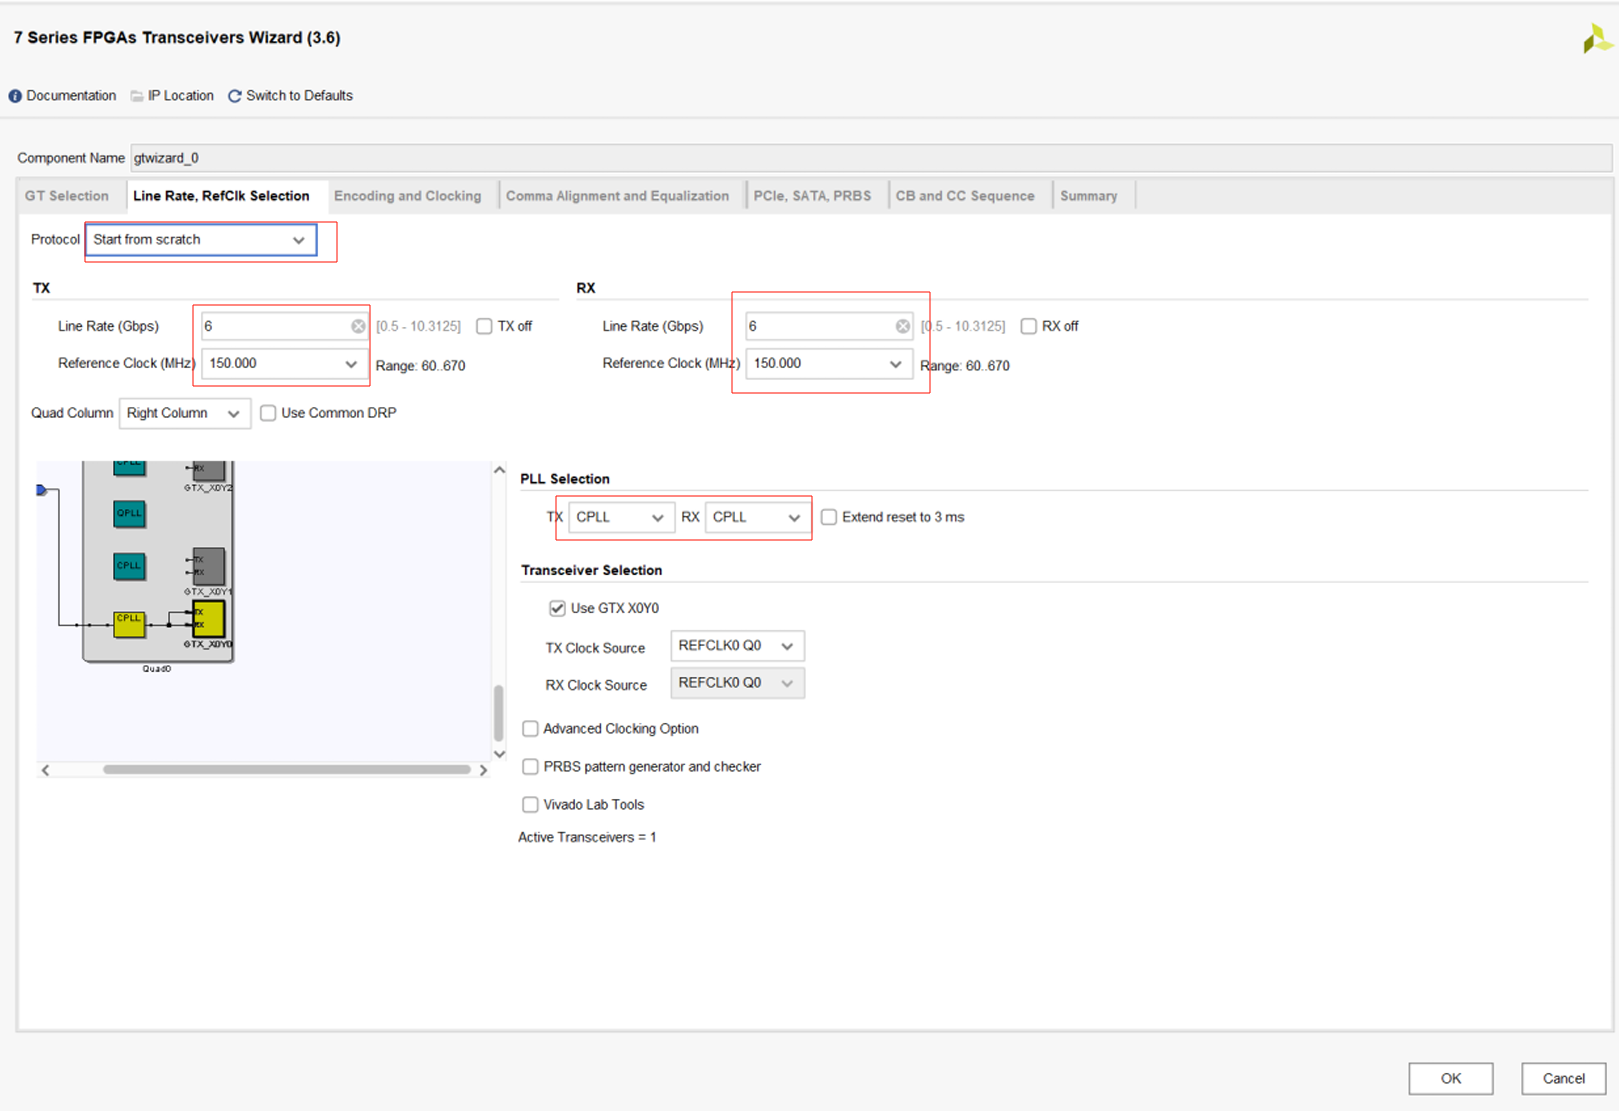 7 Series FPGAs Transceivers Wizard (3.6)
Documentation IP Location Switch to Defaults
Component Name gtwizard_0
GT Selection Line Rate, RefClk Selection Encoding and Clocking Comma Alignment and Equalization PCIe, SATA, PRBS CB and CC Sequence Summary
Protocol Start from scratch
TX RX
Line Rate (Gbps) 6 [0.5 - 10.3125] TX off Line Rate (Gbps) 6 [0.5 - 10.3125] RX off
Reference Clock (MHz) 150.000 Range: 60..670 Reference Clock (MHz) 150.000 Range: 60..670
Quad Column Right Column Use Common DRP
CPLL RX
GTX_X0Y2
QPLL
CPLL TX
RX
GTX_X0Y1
CPLL TX
RX
GTX_X0Y0
Quad0
PLL Selection
TX CPLL RX CPLL Extend reset to 3 ms
Transceiver Selection
Use GTX X0Y0
TX Clock Source REFCLK0 Q0
RX Clock Source REFCLK0 Q0
Advanced Clocking Option
PRBS pattern generator and checker
Vivado Lab Tools
Active Transceivers = 1
OK Cancel